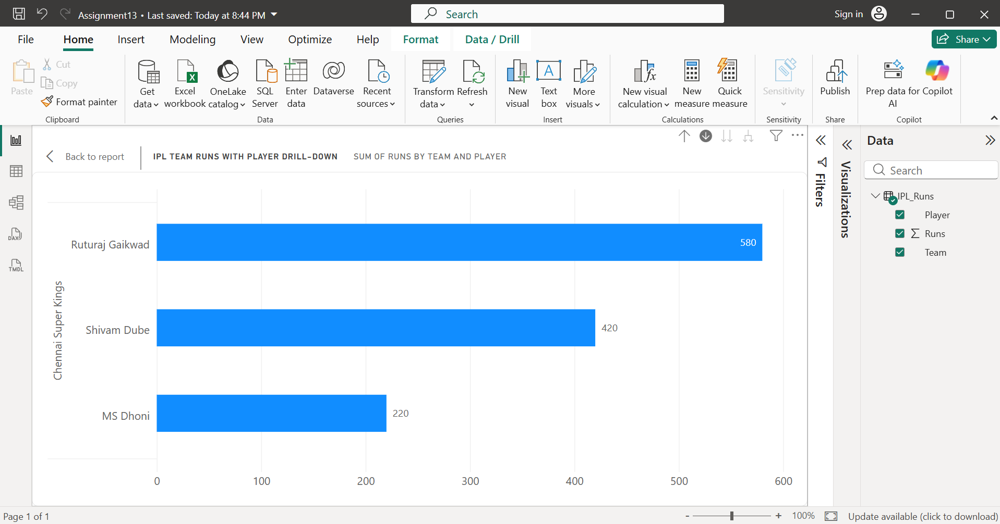 Assignment13 • Last saved: Today at 8:44 PM
Search
Sign in
File Home Insert Modeling View Optimize Help Format Data / Drill
Share
Paste
Cut
Copy
Format painter
Clipboard
Get data
Excel workbook
OneLake catalog
SQL Server
Enter data
Dataverse
Recent sources
Data
Transform data
Refresh
Queries
New visual
Text box
More visuals
Insert
New visual calculation
New measure
Quick measure
Calculations
Sensitivity
Sensitivity
Publish
Share
Prep data for AI
Copilot
Copilot
Back to report
IPL TEAM RUNS WITH PLAYER DRILL-DOWN
SUM OF RUNS BY TEAM AND PLAYER
Chennai Super Kings
Ruturaj Gaikwad
580
Shivam Dube
420
MS Dhoni
220
0 100 200 300 400 500 600
Filters
Visualizations
Data
Search
IPL_Runs
Player
Runs
Team
DAX
TMDL
Page 1 of 1
- + 100%
Update available (click to download)